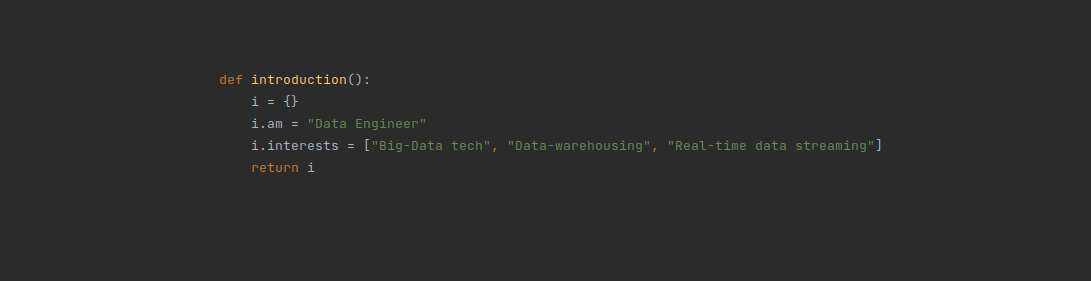 def introduction():
    i = {}
    i.am = "Data Engineer"
    i.interests = ["Big-Data tech", "Data-warehousing", "Real-time data streaming"]
    return i